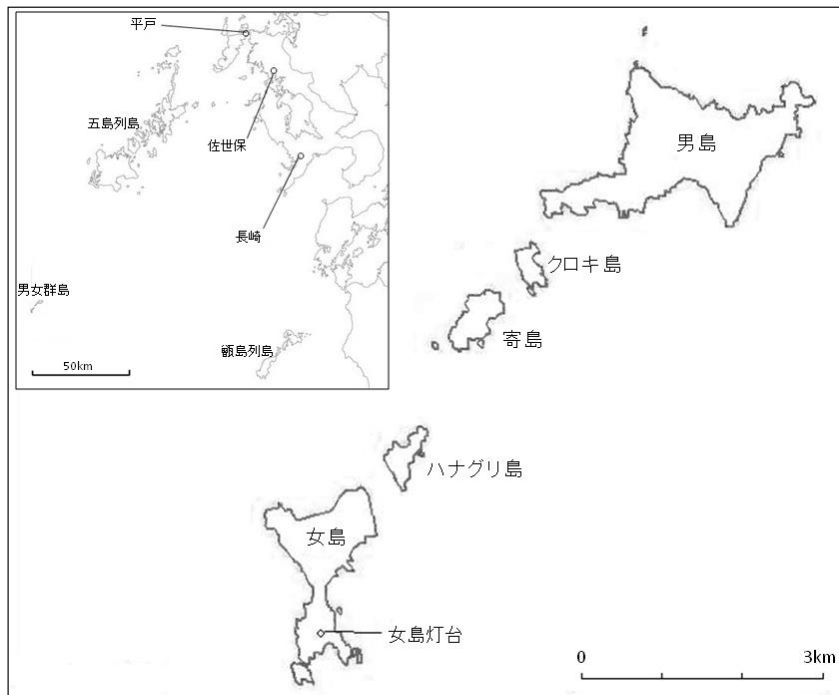 平戸
五島列島
佐世保
長崎
男女群島
甑島列島
50km
男島
クロキ島
寄島
ハナグリ島
女島
女島灯台
0
3km